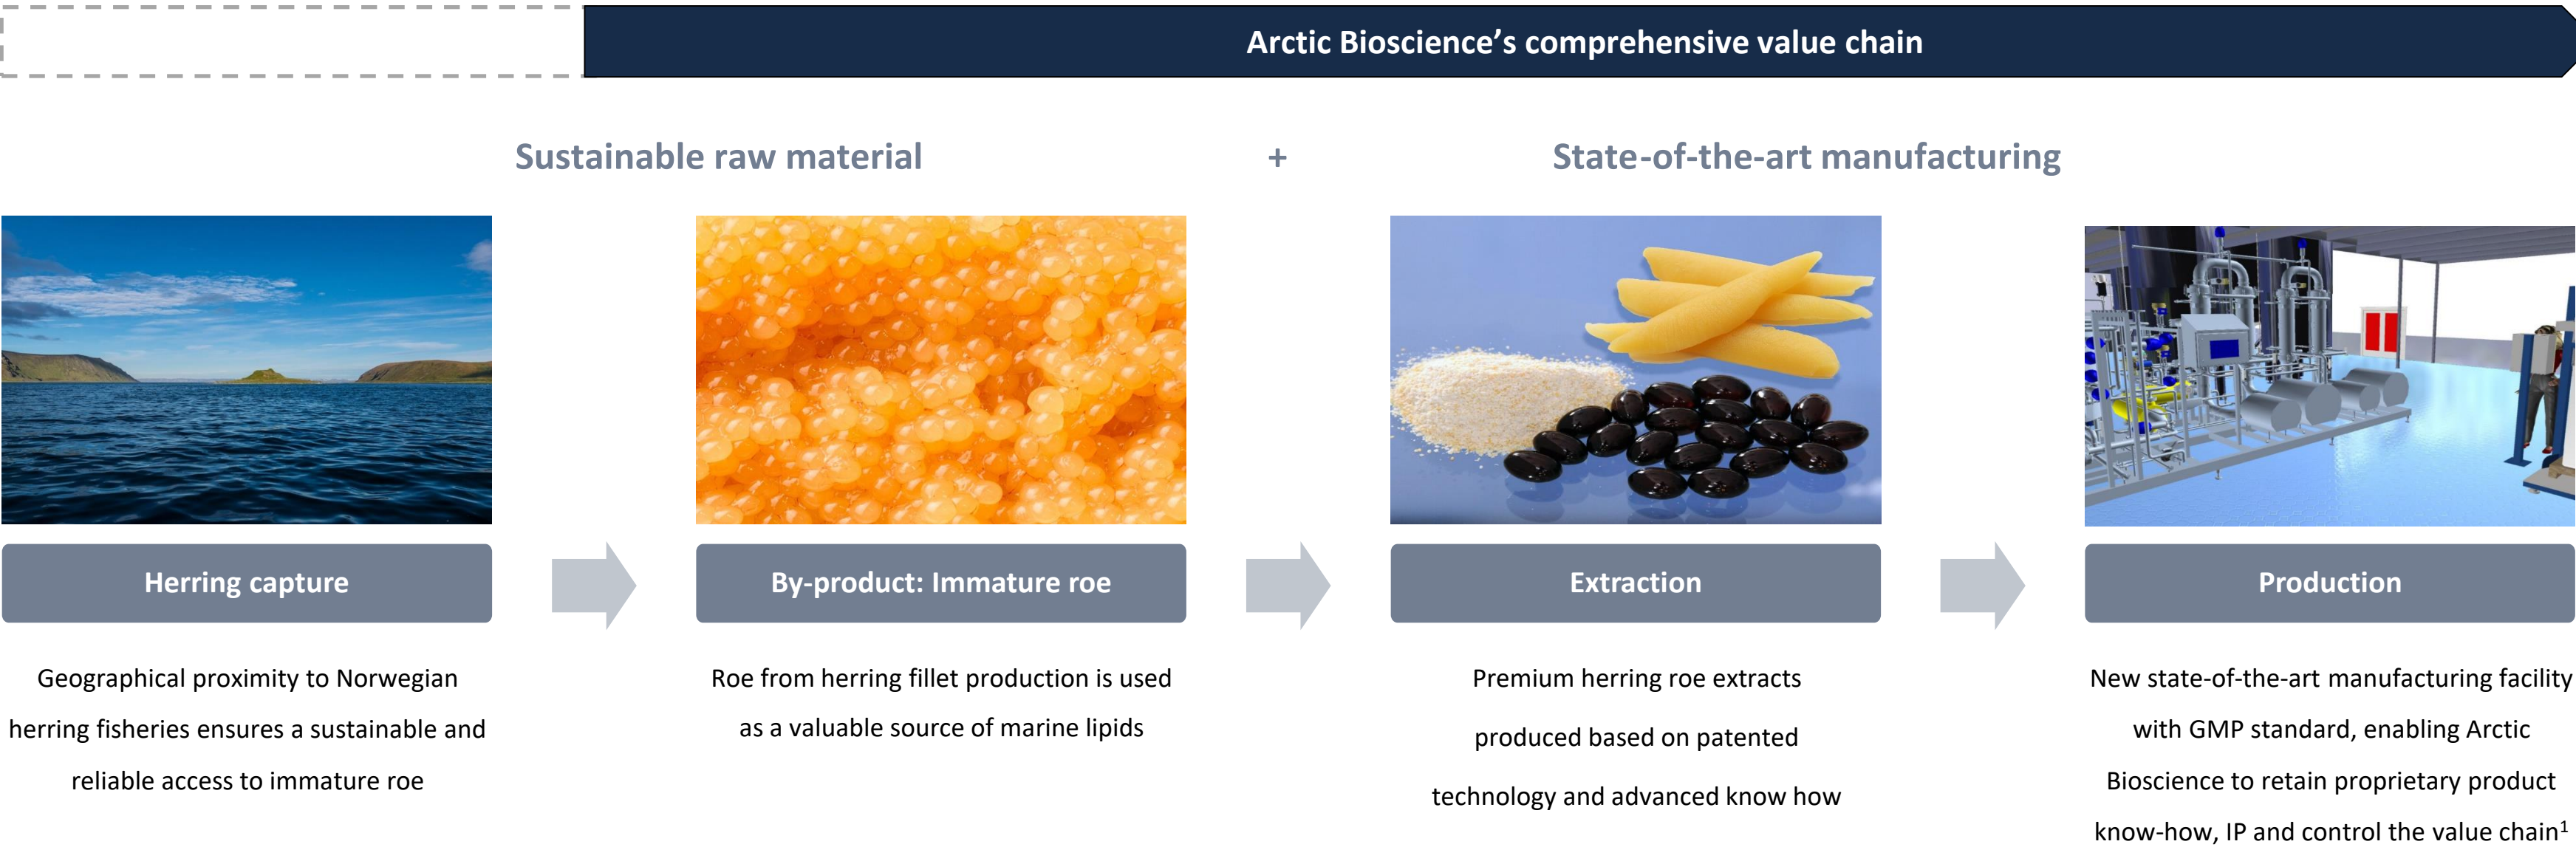 Arctic Bioscience’s comprehensive value chain
Sustainable raw material + State-of-the-art manufacturing
Herring capture
Geographical proximity to Norwegian
herring fisheries ensures a sustainable and
reliable access to immature roe
By-product: Immature roe
Roe from herring fillet production is used
as a valuable source of marine lipids
Extraction
Premium herring roe extracts
produced based on patented
technology and advanced know how
Production
New state-of-the-art manufacturing facility
with GMP standard, enabling Arctic
Bioscience to retain proprietary product
know-how, IP and control the value chain¹